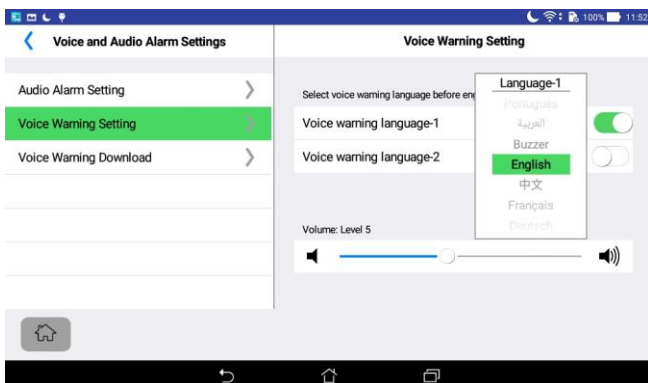 100% 11:52
Voice and Audio Alarm Settings
Audio Alarm Setting
Voice Warning Setting
Voice Warning Download
Voice Warning Setting
Select voice warning language before
Voice warning language-1
Voice warning language-2
Language-1
Português
العربية
Buzzer
English
中文
Français
Deutsch
Volume: Level 5